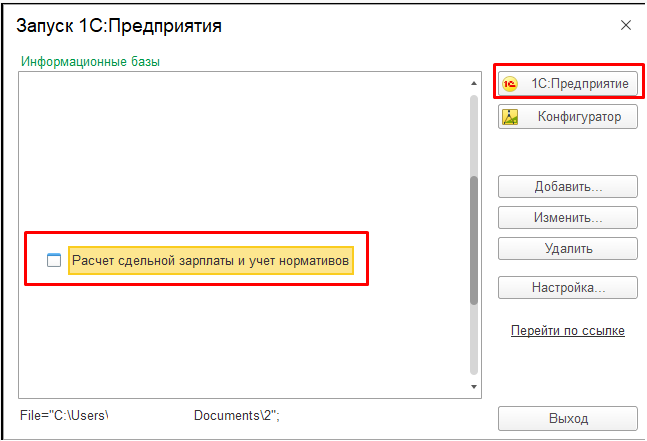 Запуск 1С:Предприятия
Информационные базы
1С:Предприятие
Конфигуратор
Добавить...
Изменить...
Расчет сдельной зарплаты и учет нормативов
Удалить
Настройка...
Перейти по ссылке
File="C:\Users\ Documents\2";
Выход